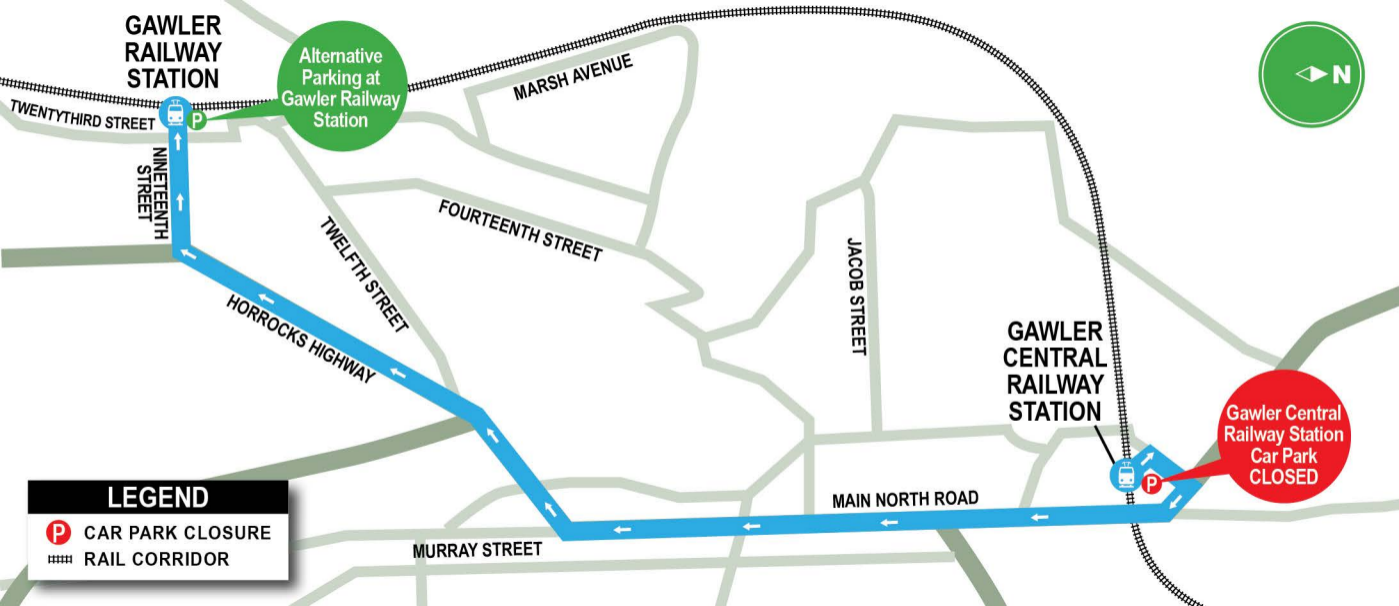 GAWLER
RAILWAY
STATION
Alternative
Parking at
Gawler Railway
Station
P
TWENTYTHIRD STREET
MARSH AVENUE
N
NINETEENTH
STREET
FOURTEENTH STREET
TWELFTH STREET
JACOB STREET
HORROCKS HIGHWAY
GAWLER
CENTRAL
RAILWAY
STATION
Gawler Central
Railway Station
Car Park
CLOSED
P
MAIN NORTH ROAD
MURRAY STREET
LEGEND
P CAR PARK CLOSURE
RAIL CORRIDOR